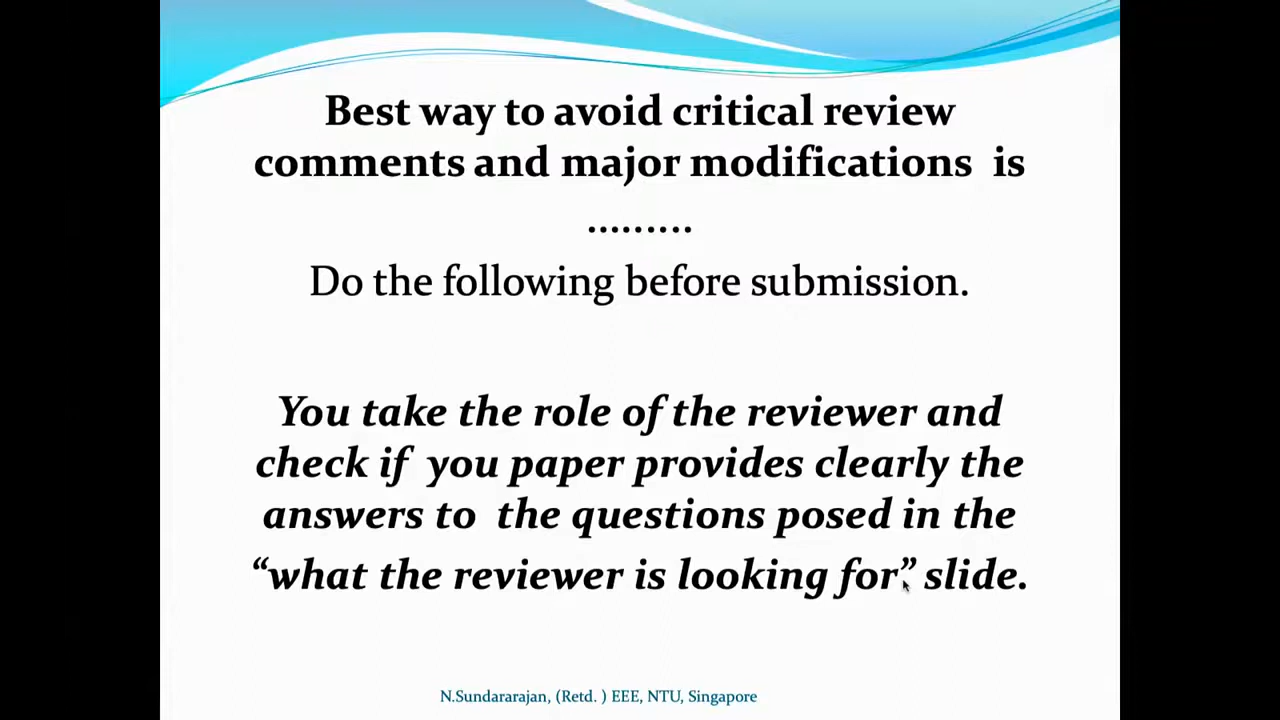 Best way to avoid critical review
comments and major modifications is
.........
Do the following before submission.
You take the role of the reviewer and
check if you paper provides clearly the
answers to the questions posed in the
“what the reviewer is looking for” slide.
N.Sundararajan, (Retd. ) EEE, NTU, Singapore